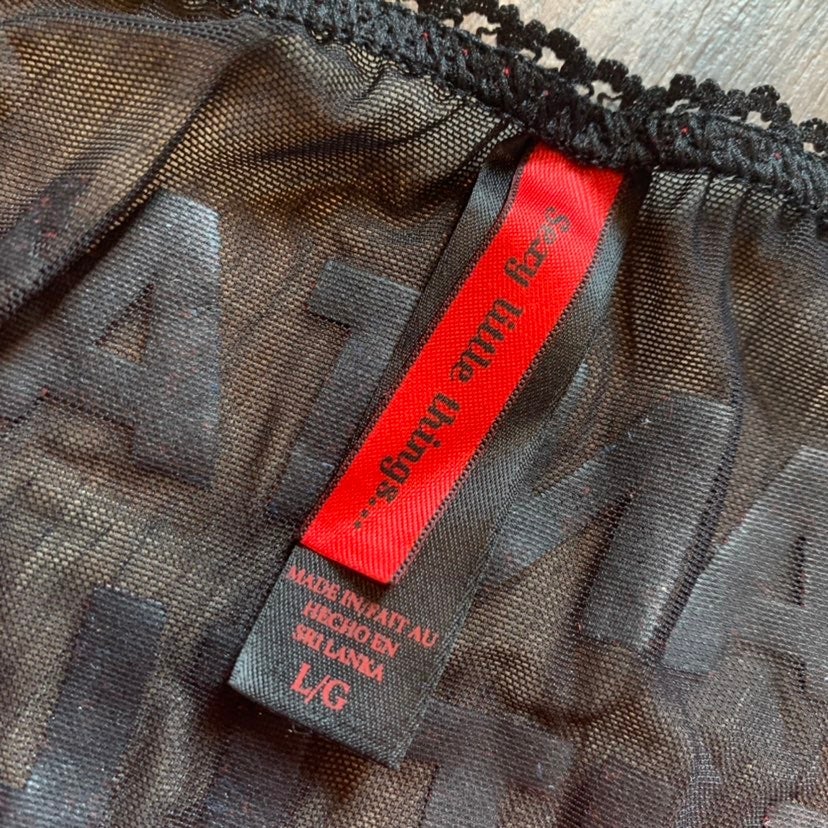 Sexy little things....
MADE IN/FAIT AU
HECHO EN
SRI LANKA
L/G